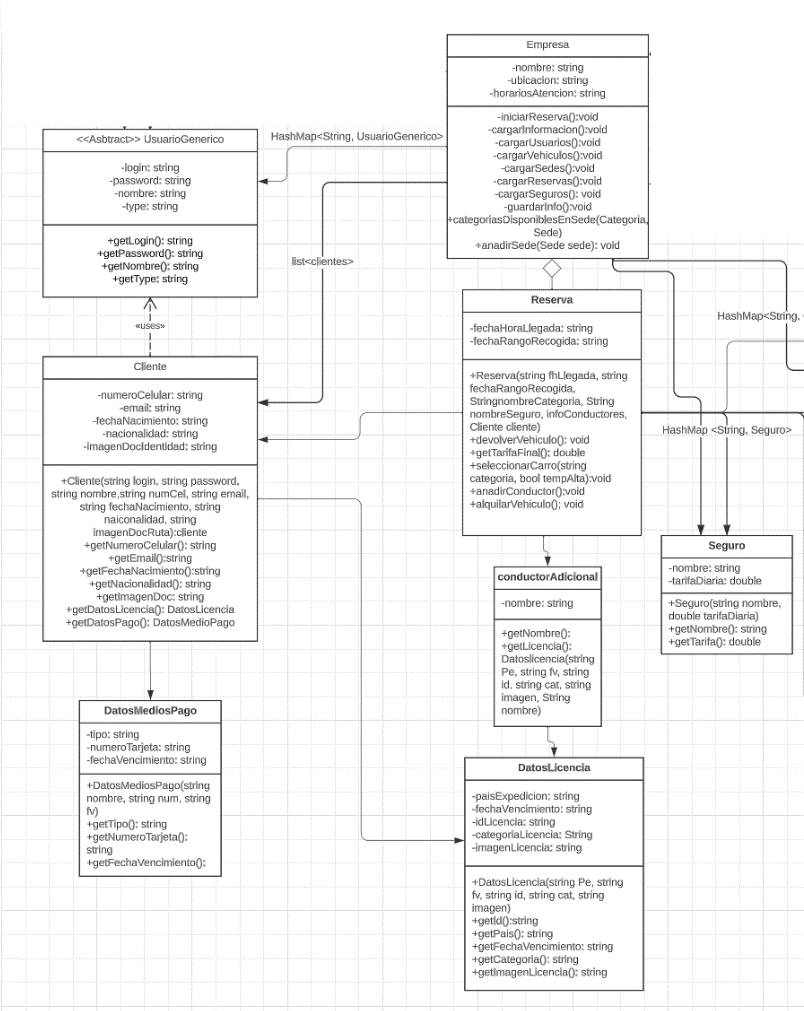 Empresa
-nombre: string
-ubicacion: string
-horariosAtencion: string
-iniciarReserva():void
-cargarInformacion():void
-cargarUsuarios():void
-cargarVehiculos():void
-cargarSedes():void
-cargarReservas():void
-cargarSeguros():void
-guardarInfo():void
+categoriasDisponiblesEnSede(Categoria,
Sede)
+anadirSede(Sede sede): void
<<Asbtract>> UsuarioGenerico
-login: string
-password: string
-nombre: string
-type: string
+getLogin(): string
+getPassword(): string
+getNombre(): string
+getType: string
HashMap<String, UsuarioGenerico>
list<clientes>
«uses»
Cliente
-numeroCelular: string
-email: string
-fechaNacimiento: string
-nacionalidad: string
-imagenDocIdentidad: string
+Cliente(string login, string password,
string nombre,string numCel, string email,
string fechaNacimiento, string
naiconalidad, string
imagenDocRuta):cliente
+getNumeroCelular(): string
+getEmail():string
+getFechaNacimiento():string
+getNacionalidad(): string
+getImagenDoc: string
+getDatosLicencia(): DatosLicencia
+getDatosPago(): DatosMedioPago
Reserva
-fechaHoraLlegada: string
-fechaRangoRecogida: string
+Reserva(string fhLlegada, string
fechaRangoRecogida,
StringnombreCategoria, String
nombreSeguro, infoConductores,
Cliente cliente)
+devolverVehiculo(): void
+getTarifaFinal(): double
+seleccionarCarro(string
categoria, bool tempAlta):void
+anadirConductor():void
+alquilarVehiculo(): void
HashMap<String,
HashMap <String, Seguro>
Seguro
-nombre: string
-tarifaDiaria: double
+Seguro(string nombre,
double tarifaDiaria)
+getNombre(): string
+getTarifa(): double
conductorAdicional
-nombre: string
+getNombre():
+getLicencia():
Datoslicencia(string
Pe, string fv, string
id, string cat, string
imagen, String
nombre)
DatosMediosPago
-tipo: string
-numeroTarjeta: string
-fechaVencimiento: string
+DatosMediosPago(string
nombre, string num, string
fv)
+getTipo(): string
+getNumeroTarjeta():
string
+getFechaVencimiento():
DatosLicencia
-paisExpedicion: string
-fechaVencimiento: string
-idLicencia: string
-categoriaLicencia: String
-imagenLicencia: string
+DatosLicencia(string Pe, string
fv, string id, string cat, string
imagen)
+getId():string
+getPais(): string
+getFechaVencimiento: string
+getCategoria(): string
+getImagenLicencia(): string